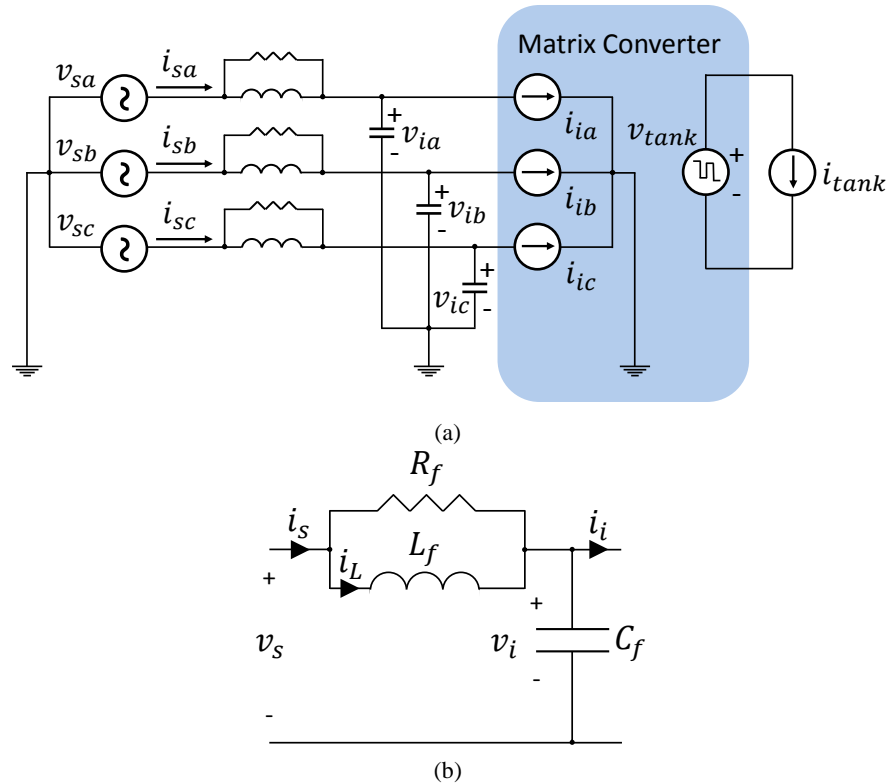 Matrix Converter
v_sa i_sa
+ v_ia -
i_ia
v_tank + -
i_tank
v_sb i_sb
+ v_ib -
i_ib
v_sc i_sc
+ v_ic -
i_ic
(a)
R_f
i_s i_L L_f i_i
+ v_s -
+ v_i - C_f
(b)